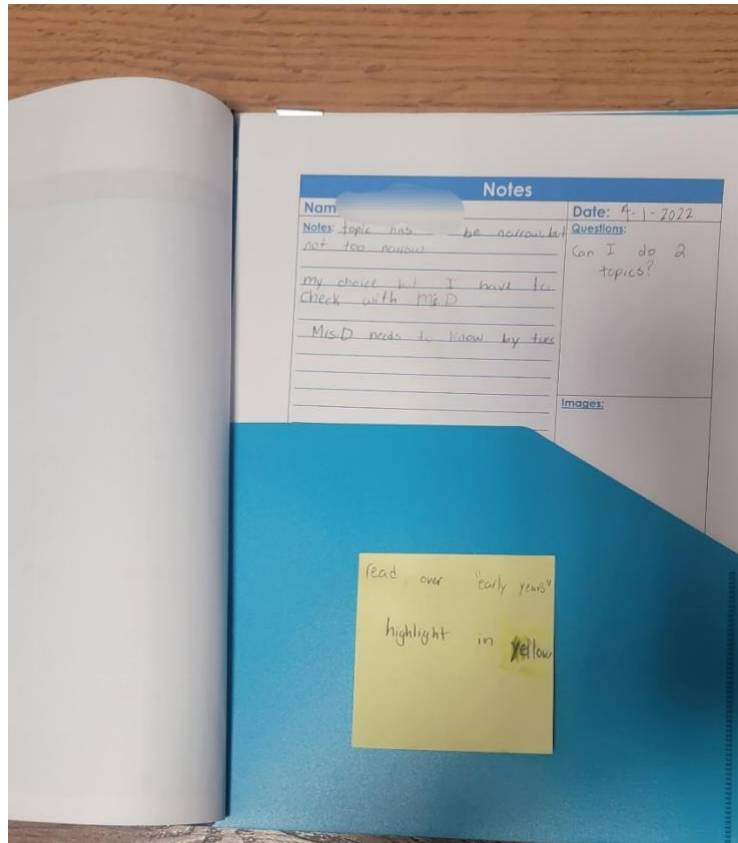 Notes
Nam
Date: 4-1-2022
Notes: topic has be narrow but
not too narrow
my choice but I have to
check with Ms.D
Ms.D needs to know by tues
Questions:
Can I do 2
topics?
Images:
read over "early years"
highlight in yellow